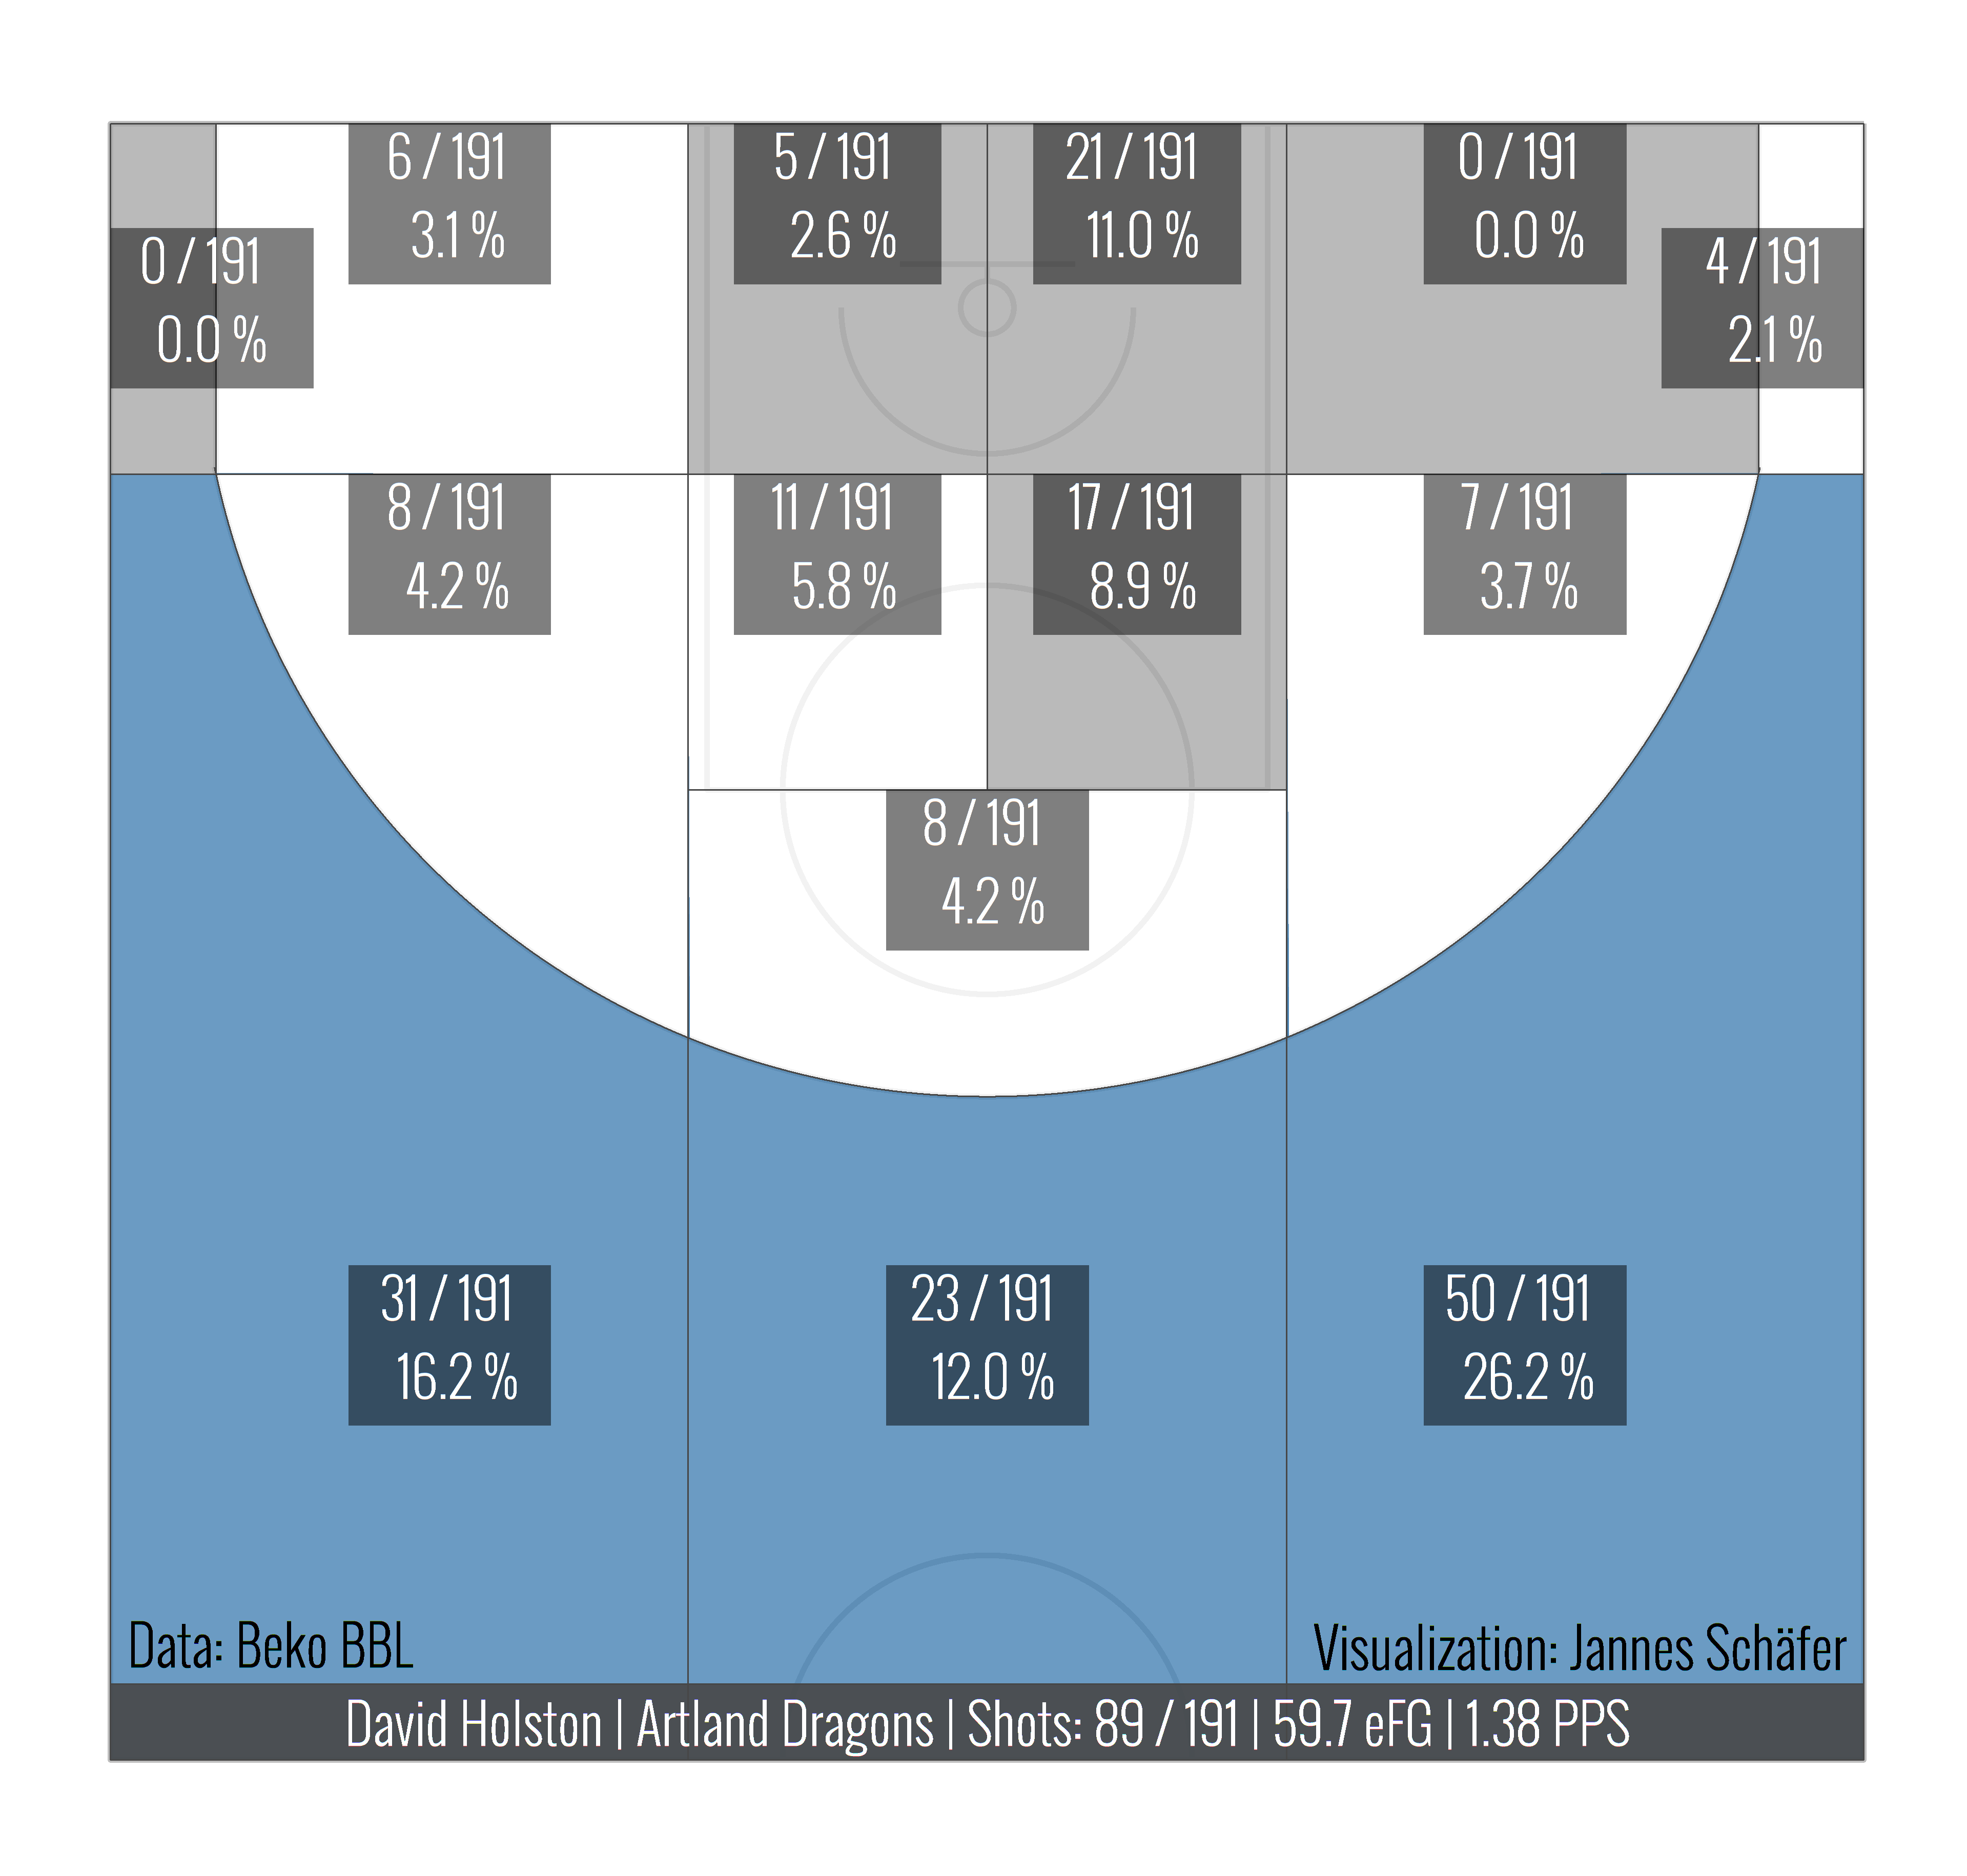 6 / 191
3.1 %
5 / 191
2.6 %
21 / 191
11.0 %
0 / 191
0.0 %
0 / 191
0.0 %
4 / 191
2.1 %
8 / 191
4.2 %
11 / 191
5.8 %
17 / 191
8.9 %
7 / 191
3.7 %
8 / 191
4.2 %
31 / 191
16.2 %
23 / 191
12.0 %
50 / 191
26.2 %
Data: Beko BBL
Visualization: Jannes Schäfer
David Holston | Artland Dragons | Shots: 89 / 191 | 59.7 eFG | 1.38 PPS